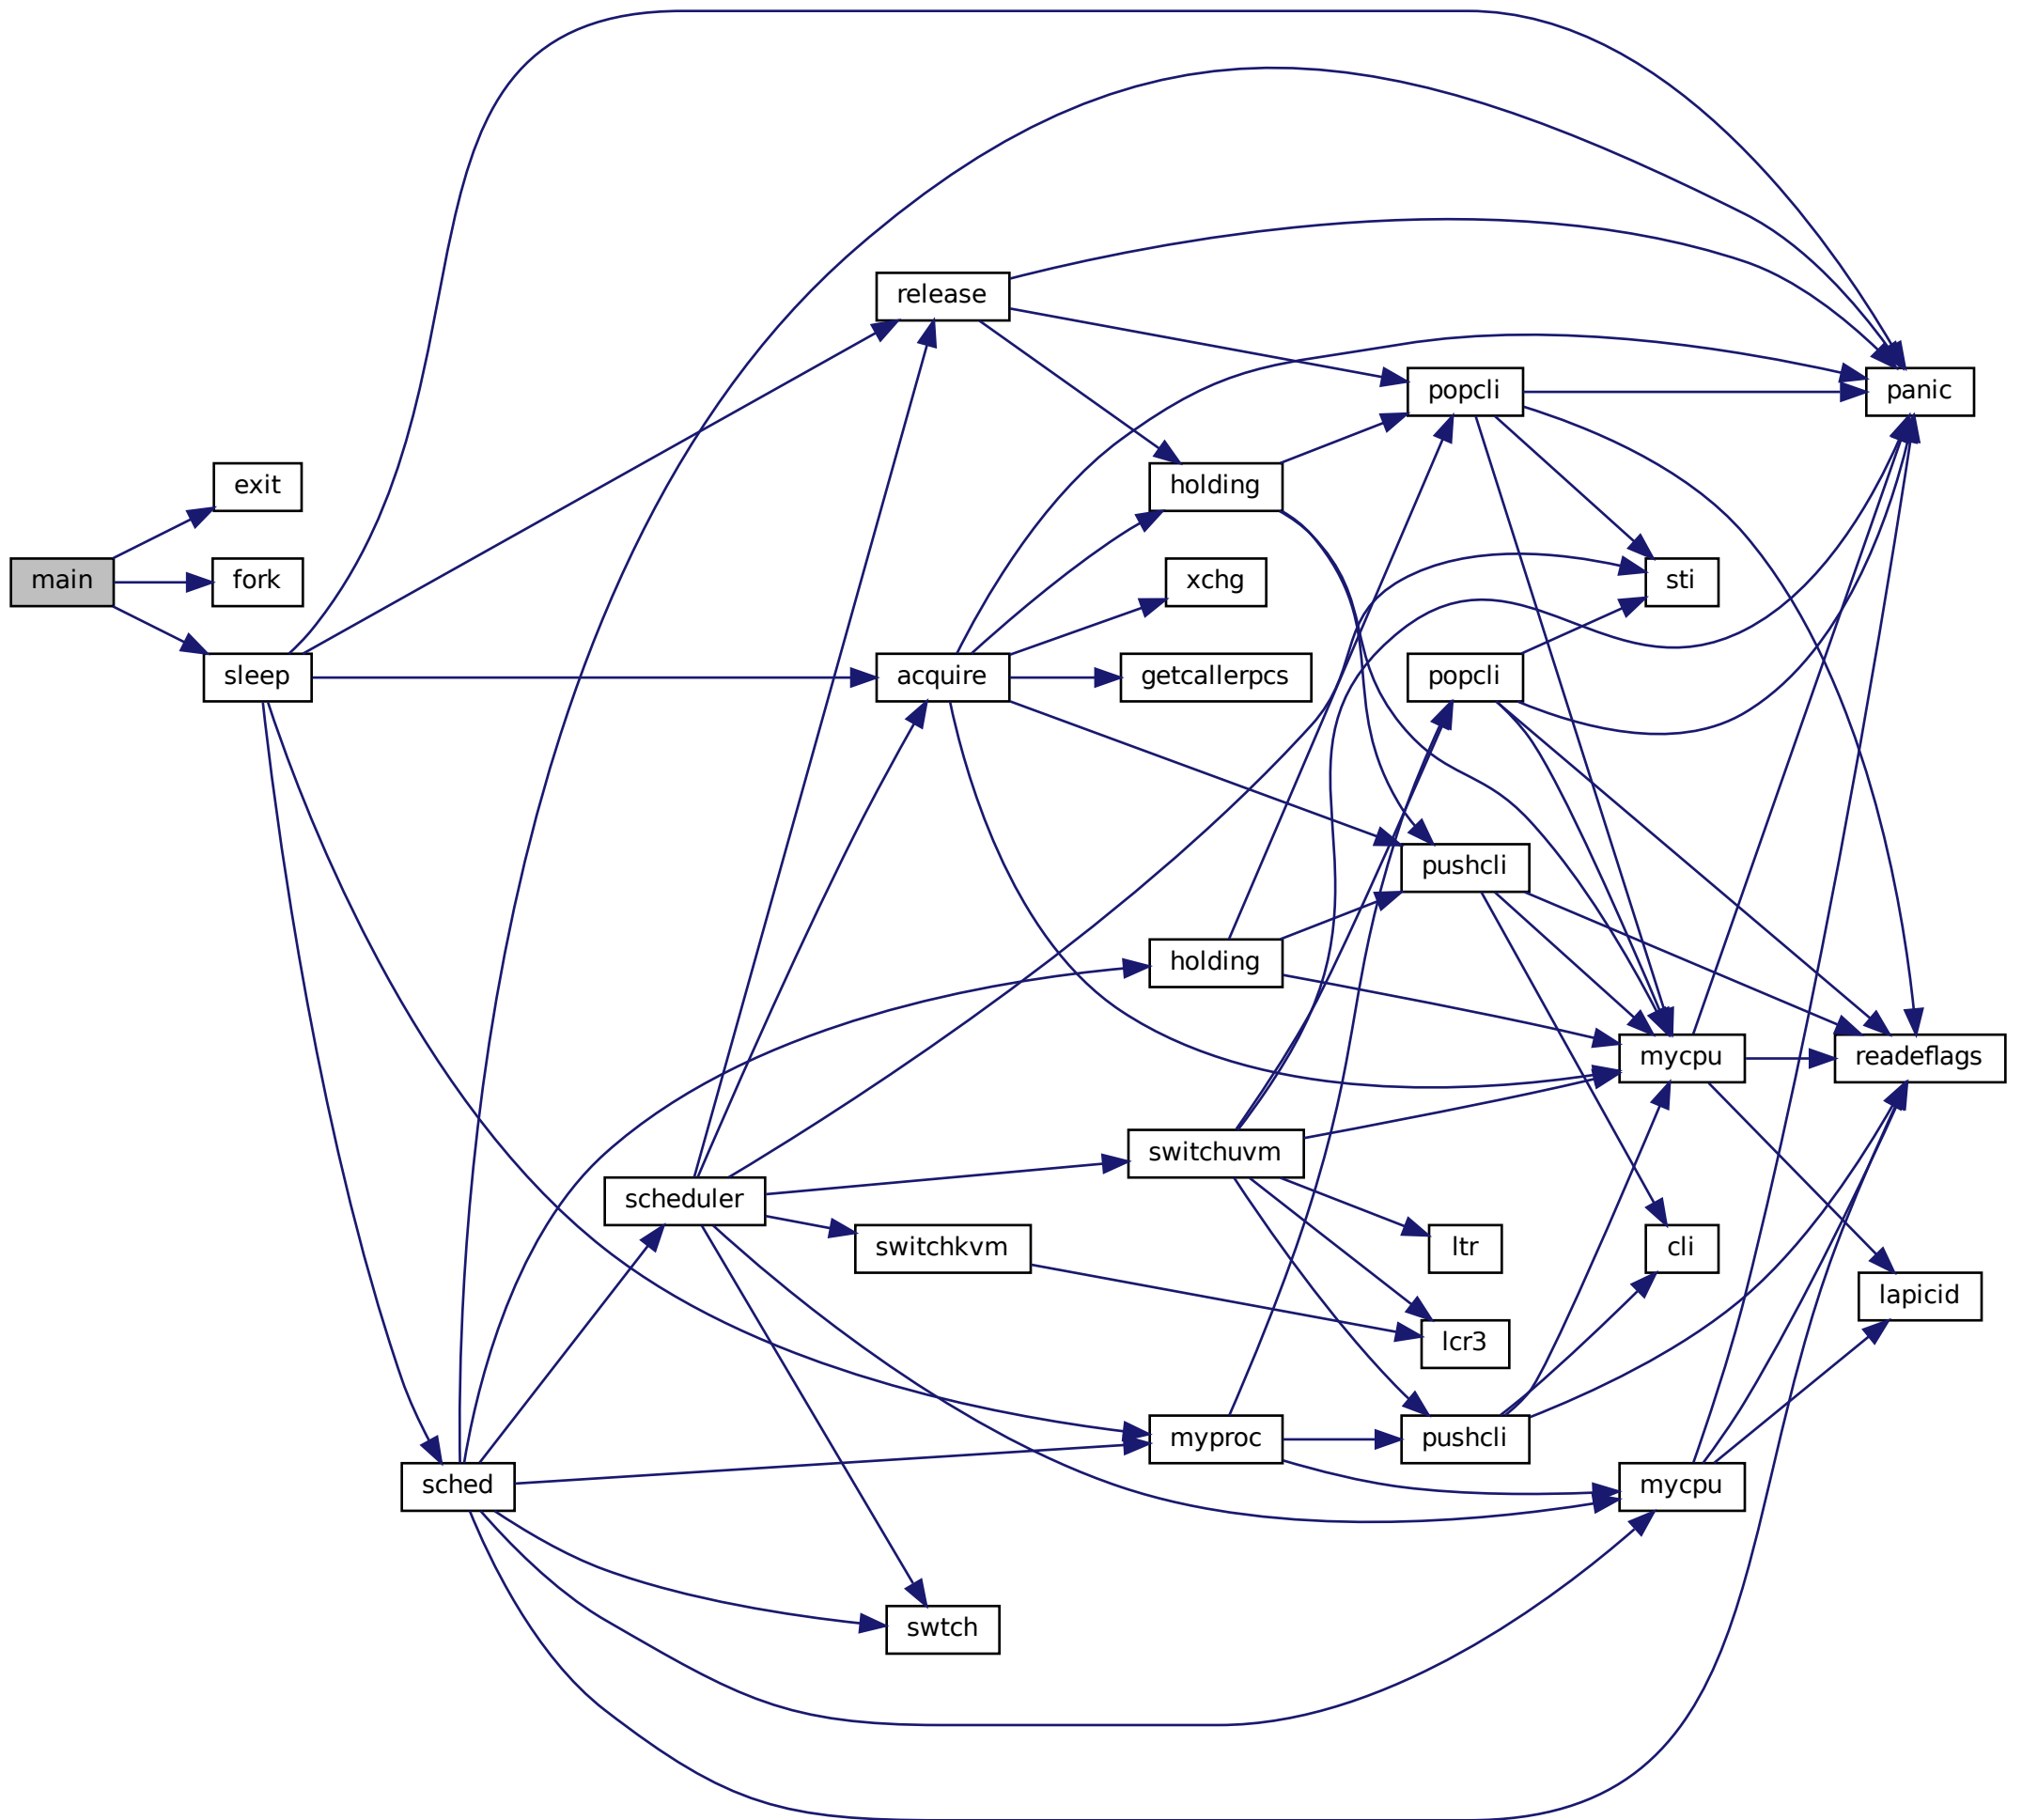 main
exit
fork
sleep
sched
scheduler
release
acquire
switchkvm
swtch
holding
xchg
getcallerpcs
holding
switchuvm
myproc
popcli
popcli
pushcli
ltr
lcr3
pushcli
sti
mycpu
cli
mycpu
panic
readeflags
lapicid